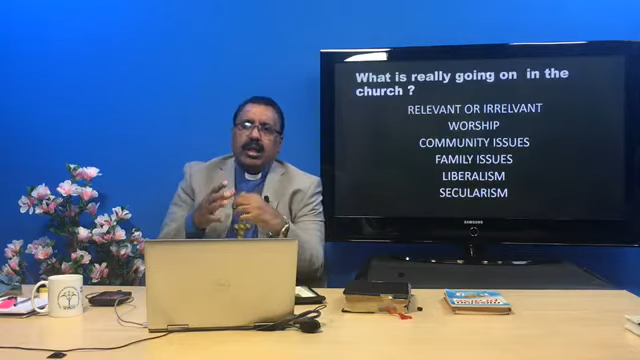 What is really going on  in the
church ?
RELEVANT OR IRRELVANT
WORSHIP
COMMUNITY ISSUES
FAMILY ISSUES
LIBERALISM
SECULARISM
SAMSUNG